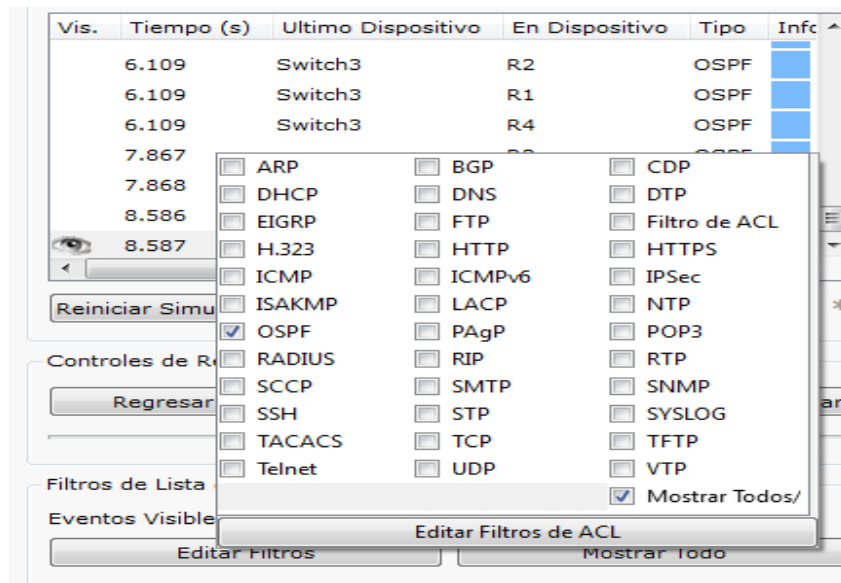 Vis. Tiempo (s) Ultimo Dispositivo En Dispositivo Tipo Info
6.109 Switch3 R2 OSPF
6.109 Switch3 R1 OSPF
6.109 Switch3 R4 OSPF
7.867
7.868
8.586
8.587
ARP BGP CDP
DHCP DNS DTP
EIGRP FTP Filtro de ACL
H.323 HTTP HTTPS
ICMP ICMPv6 IPSec
ISAKMP LACP NTP
OSPF PAgP POP3
RADIUS RIP RTP
SCCP SMTP SNMP
SSH STP SYSLOG
TACACS TCP TFTP
Telnet UDP VTP
Mostrar Todos/
Editar Filtros de ACL
Reiniciar Simu
Controles de R
Regresar
Filtros de Lista
Eventos Visible
Editar Filtros Mostrar Todo